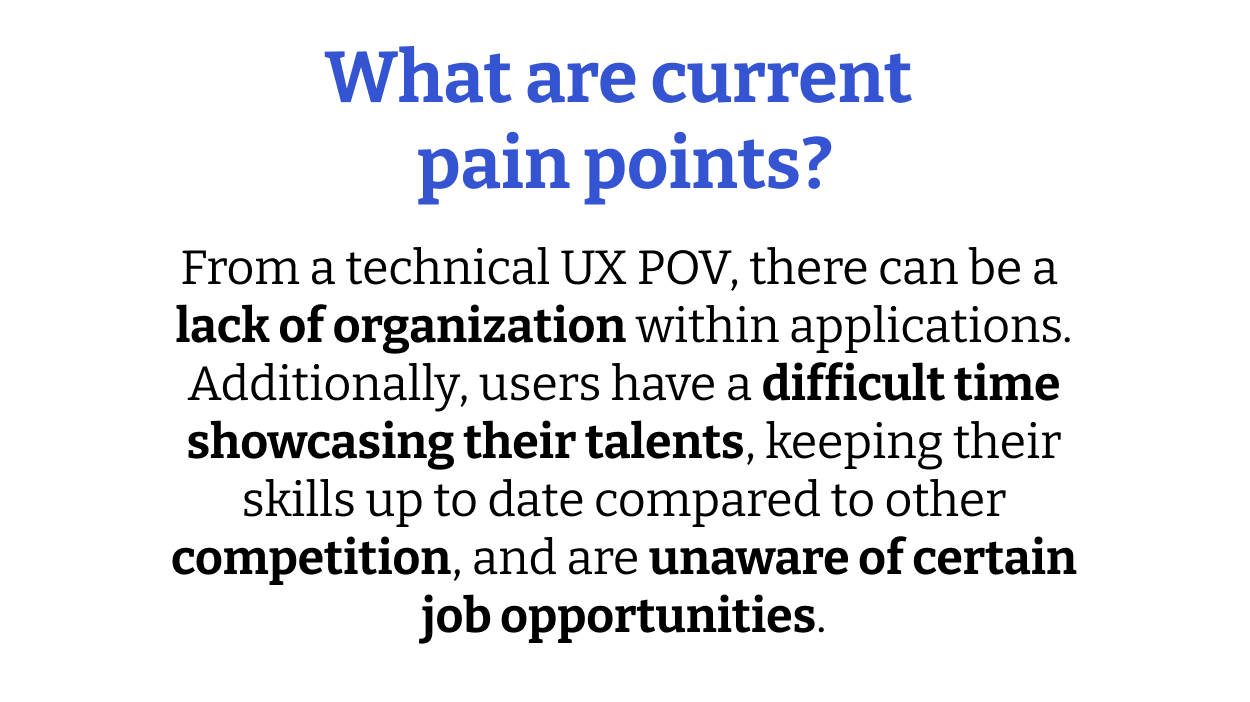 What are current
pain points?
From a technical UX POV, there can be a
lack of organization within applications.
Additionally, users have a difficult time
showcasing their talents, keeping their
skills up to date compared to other
competition, and are unaware of certain
job opportunities.